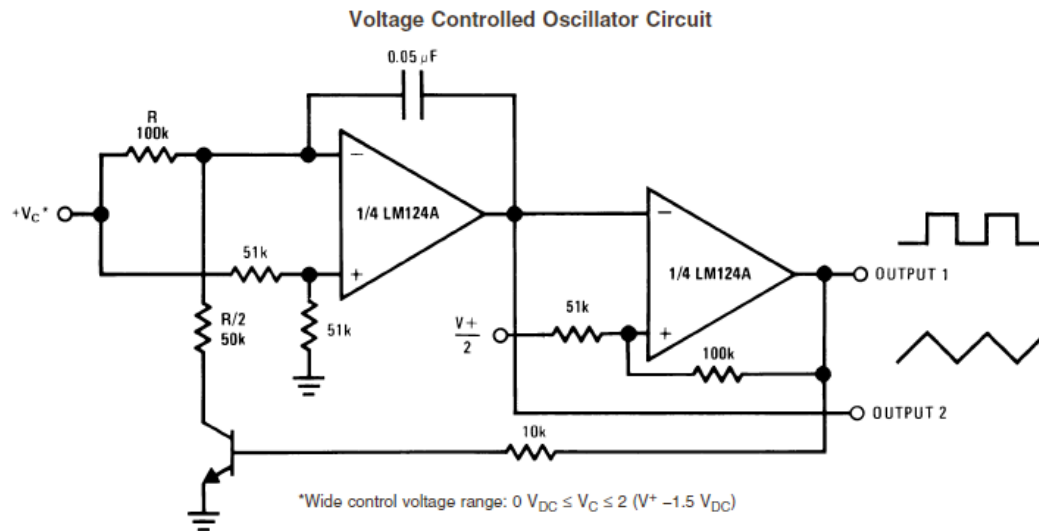 Voltage Controlled Oscillator Circuit
0.05 μF
R
100k
−
1/4 LM124A
+
+VC*
51k
51k
R/2
50k
−
1/4 LM124A
+
OUTPUT 1
V+
2
51k
100k
OUTPUT 2
10k
*Wide control voltage range: 0 VDC ≤ VC ≤ 2 (V+ −1.5 VDC)